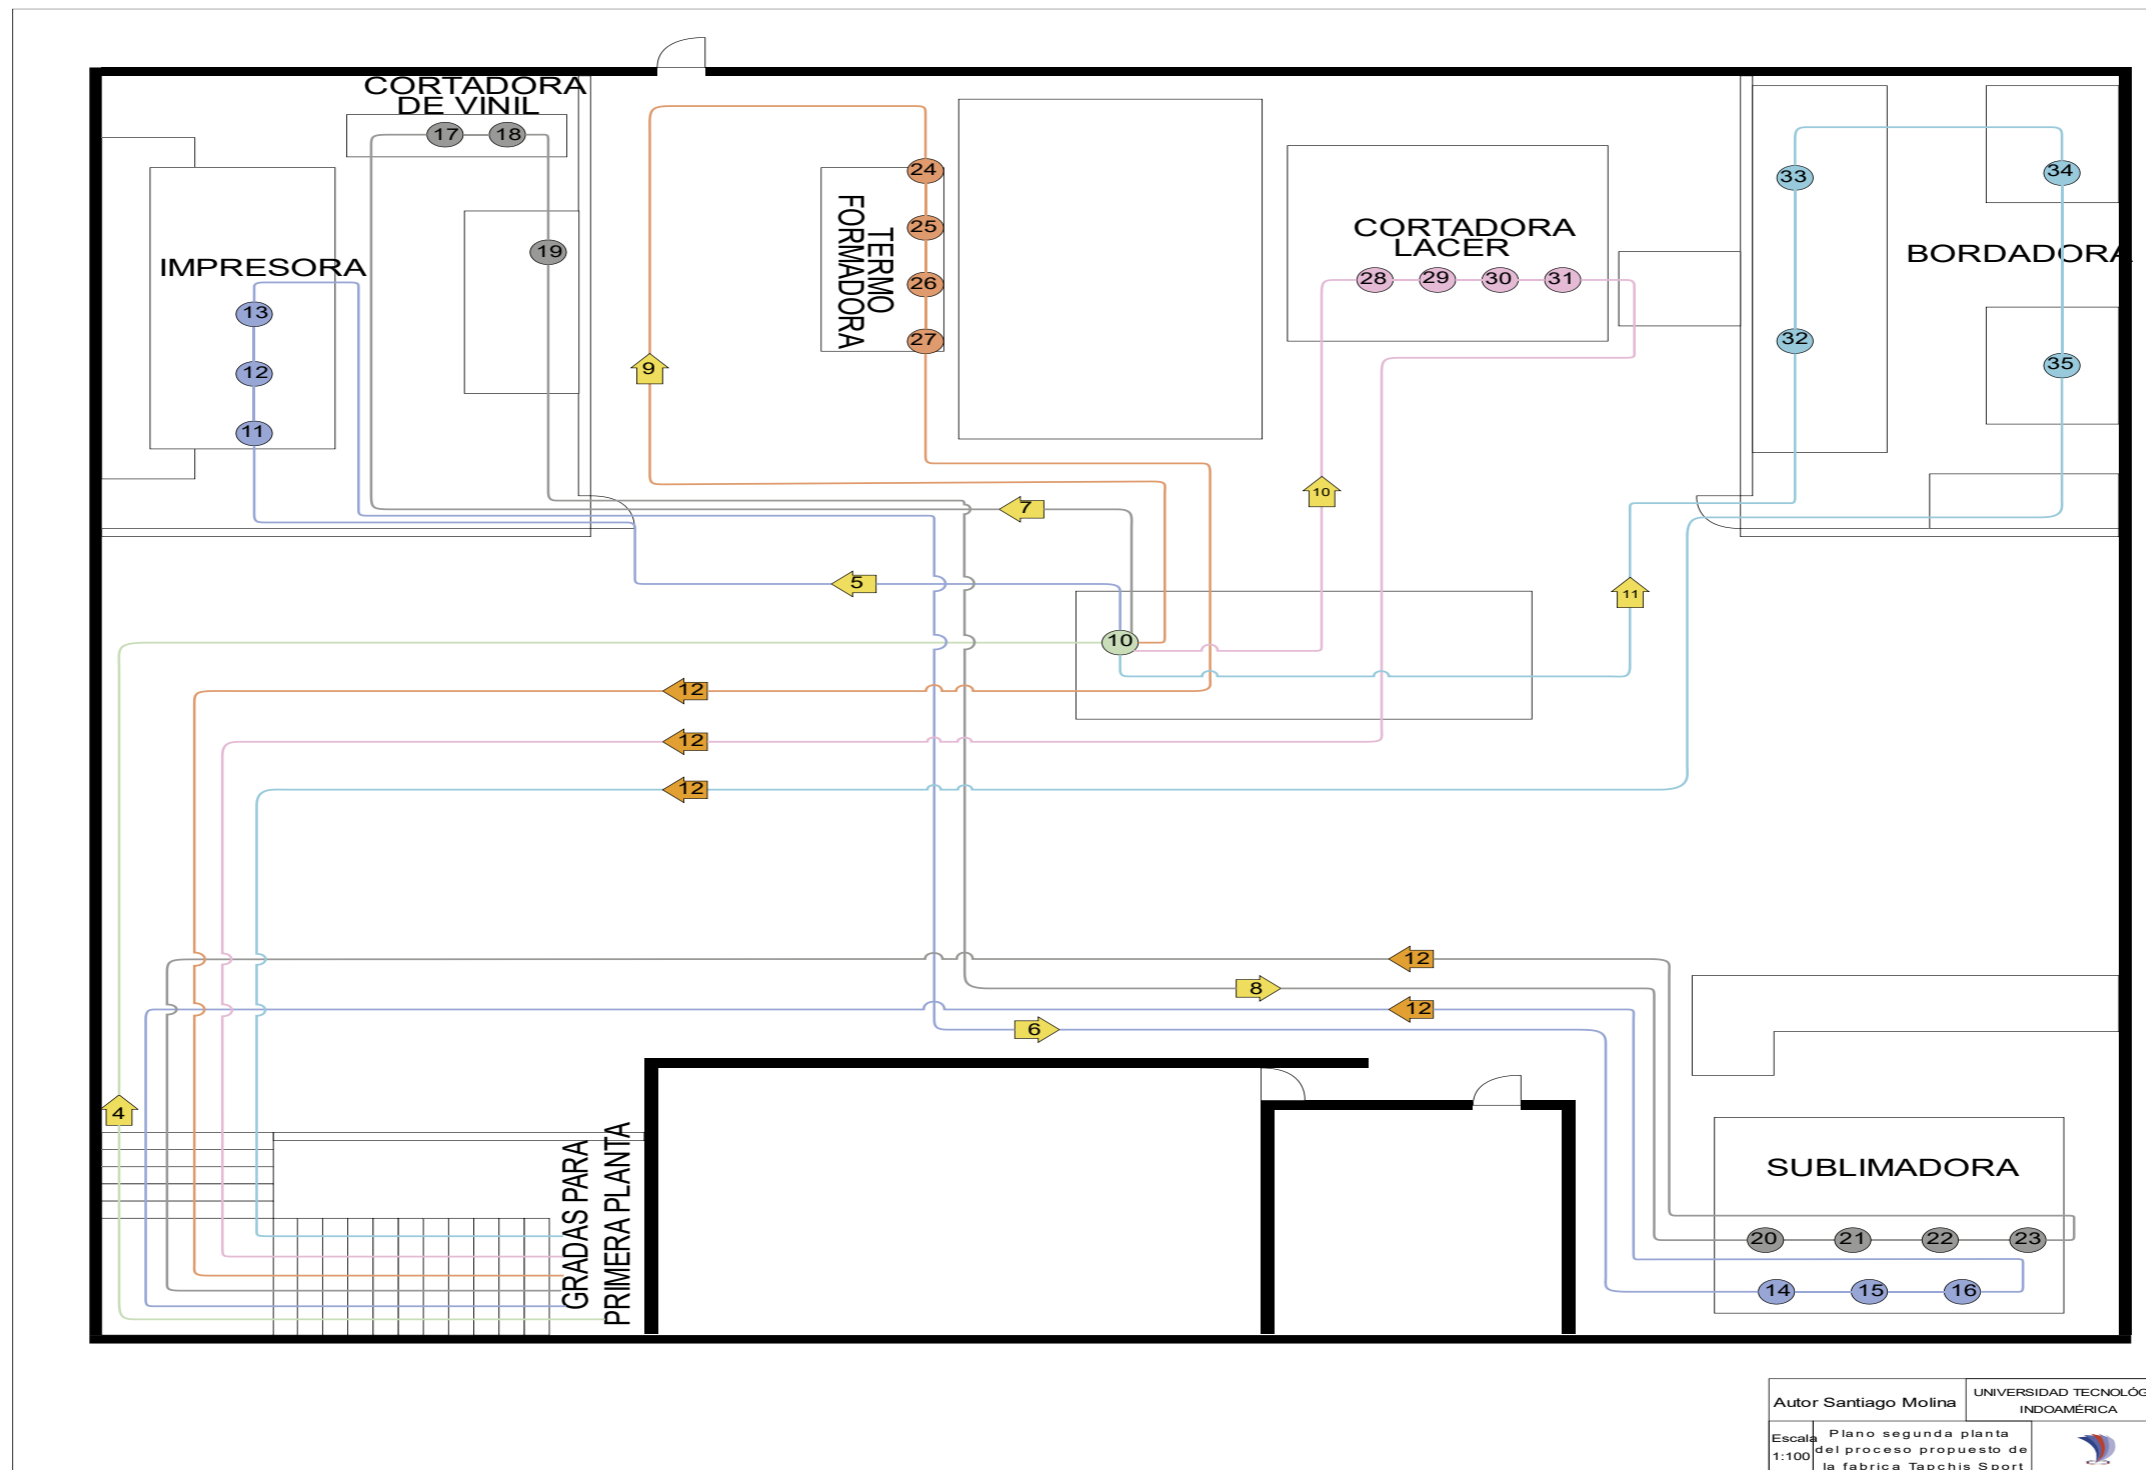 CORTADORA
DE VINIL
17
18
19
IMPRESORA
13
12
11
9
24
25
26
27
TERMO
FORMADORA
CORTADORA
LACER
28
29
30
31
33
32
34
35
BORDADORA
7
10
5
11
10
12
12
12
12
8
12
6
4
GRADAS PARA
PRIMERA PLANTA
SUBLIMADORA
20
21
22
23
14
15
16
Autor Santiago Molina
UNIVERSIDAD TECNOLÓG
INDOAMÉRICA
Escala
1:100
Plano segunda planta
del proceso propuesto de
la fabrica Tapchis Sport